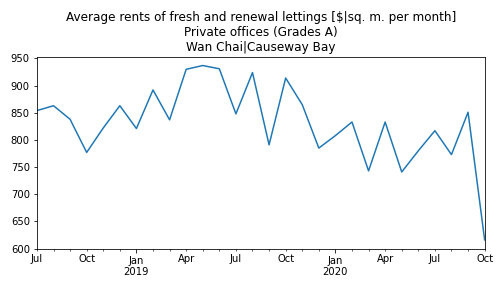 Average rents of fresh and renewal lettings [$|sq. m. per month]
Private offices (Grades A)
Wan Chai|Causeway Bay
950
900
850
800
750
700
650
600
Jul Oct Jan Apr Jul Oct Jan Apr Jul Oct
2019 2020